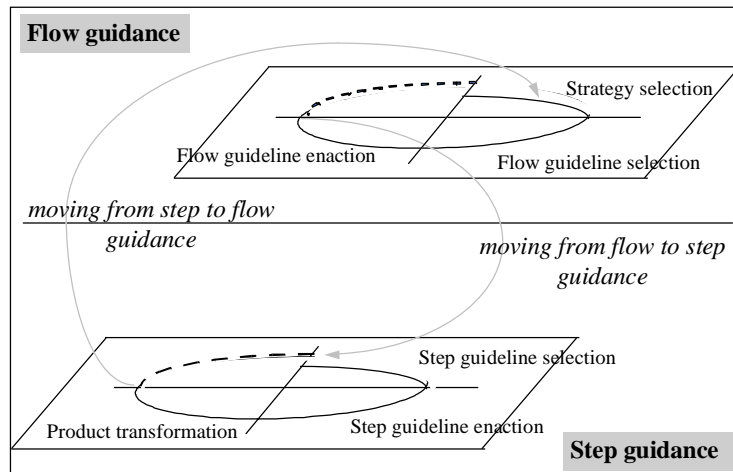 Flow guidance
Strategy selection
Flow guideline enaction
Flow guideline selection
moving from step to flow
guidance
moving from flow to step
guidance
Step guideline selection
Product transformation
Step guideline enaction
Step guidance